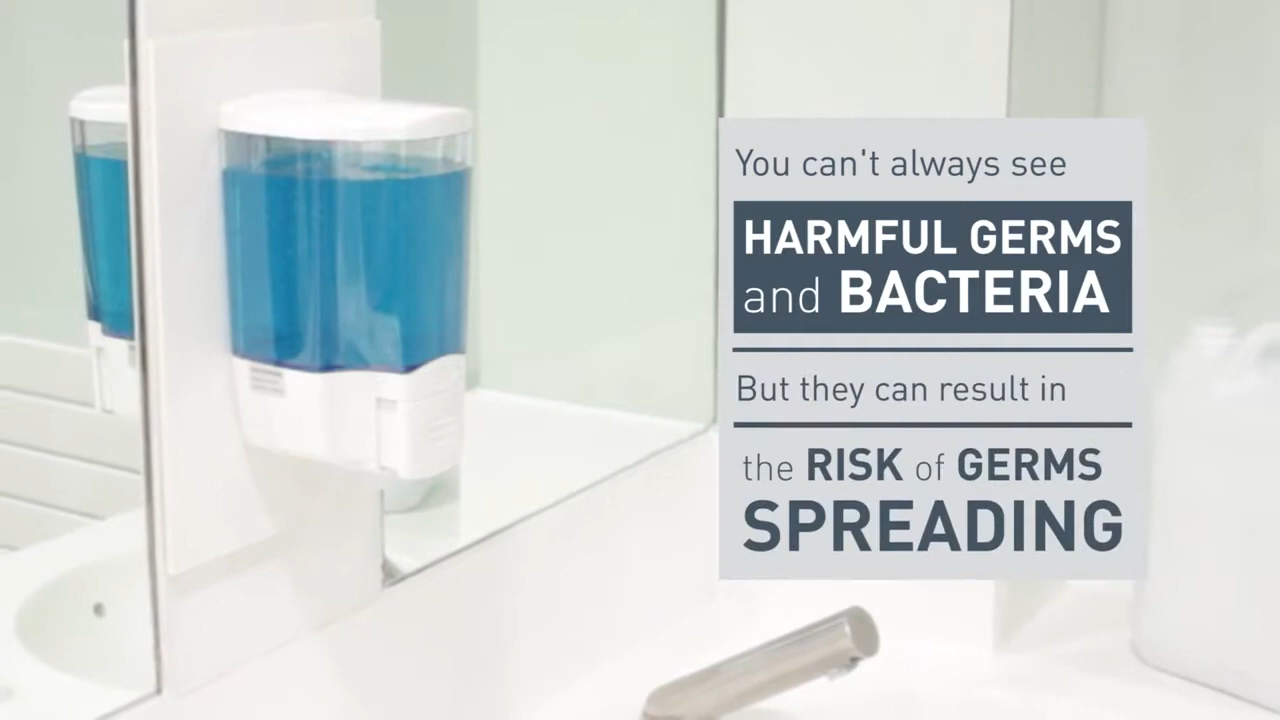 You can't always see
HARMFUL GERMS
and BACTERIA
But they can result in
the RISK of GERMS
SPREADING